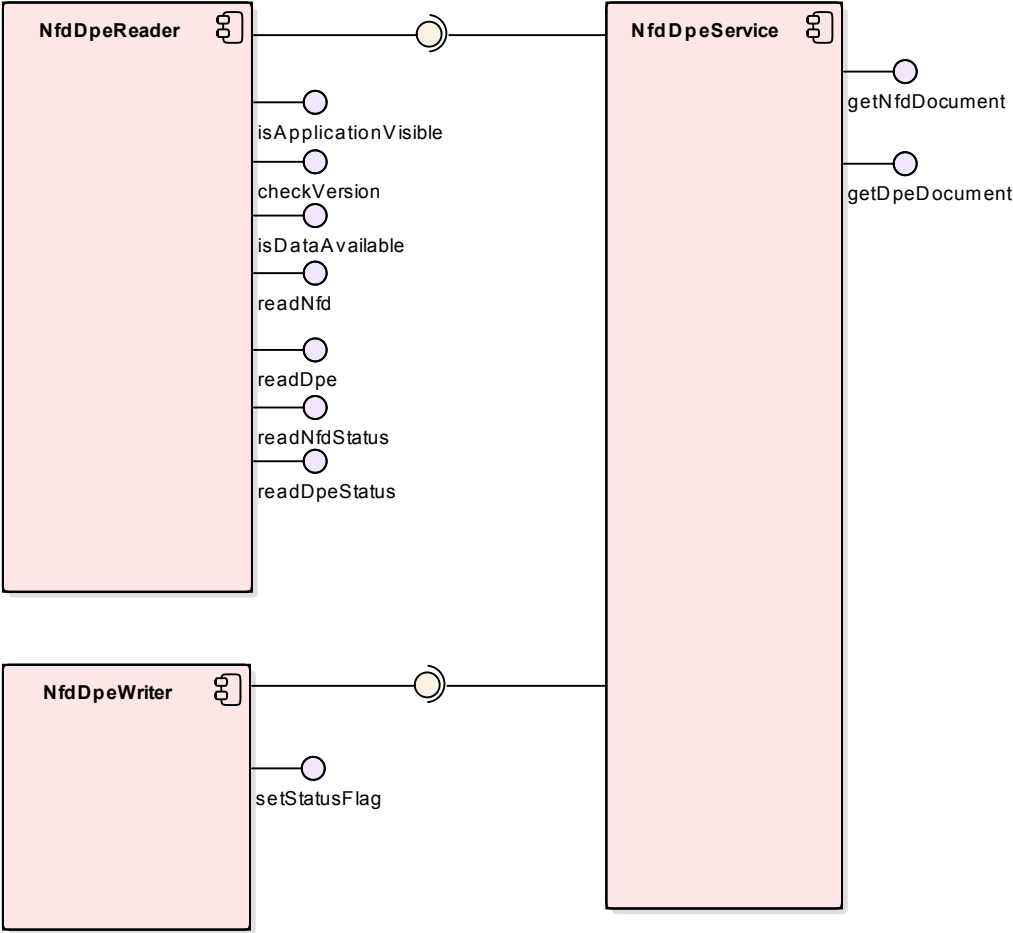 NfdDpeReader
NfdDpeService
isApplicationVisible
checkVersion
isDataAvailable
readNfd
readDpe
readNfdStatus
readDpeStatus
getNfdDocument
getDpeDocument
NfdDpeWriter
setStatusFlag